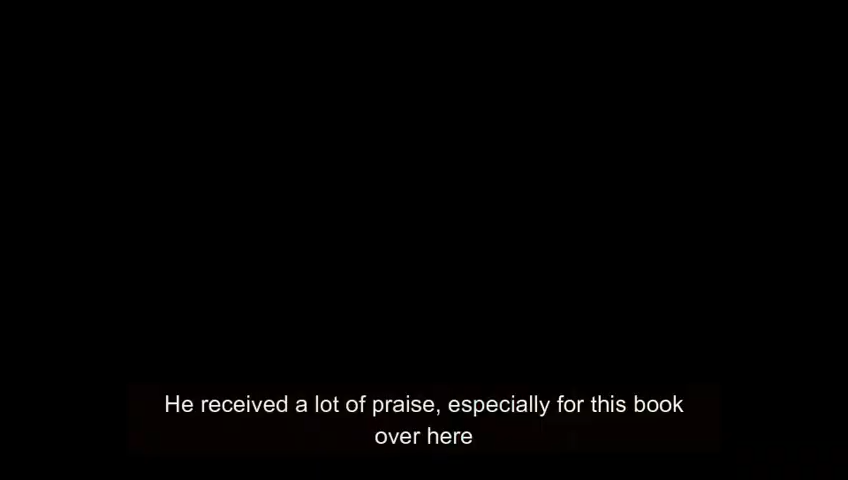 He received a lot of praise, especially for this book
over here